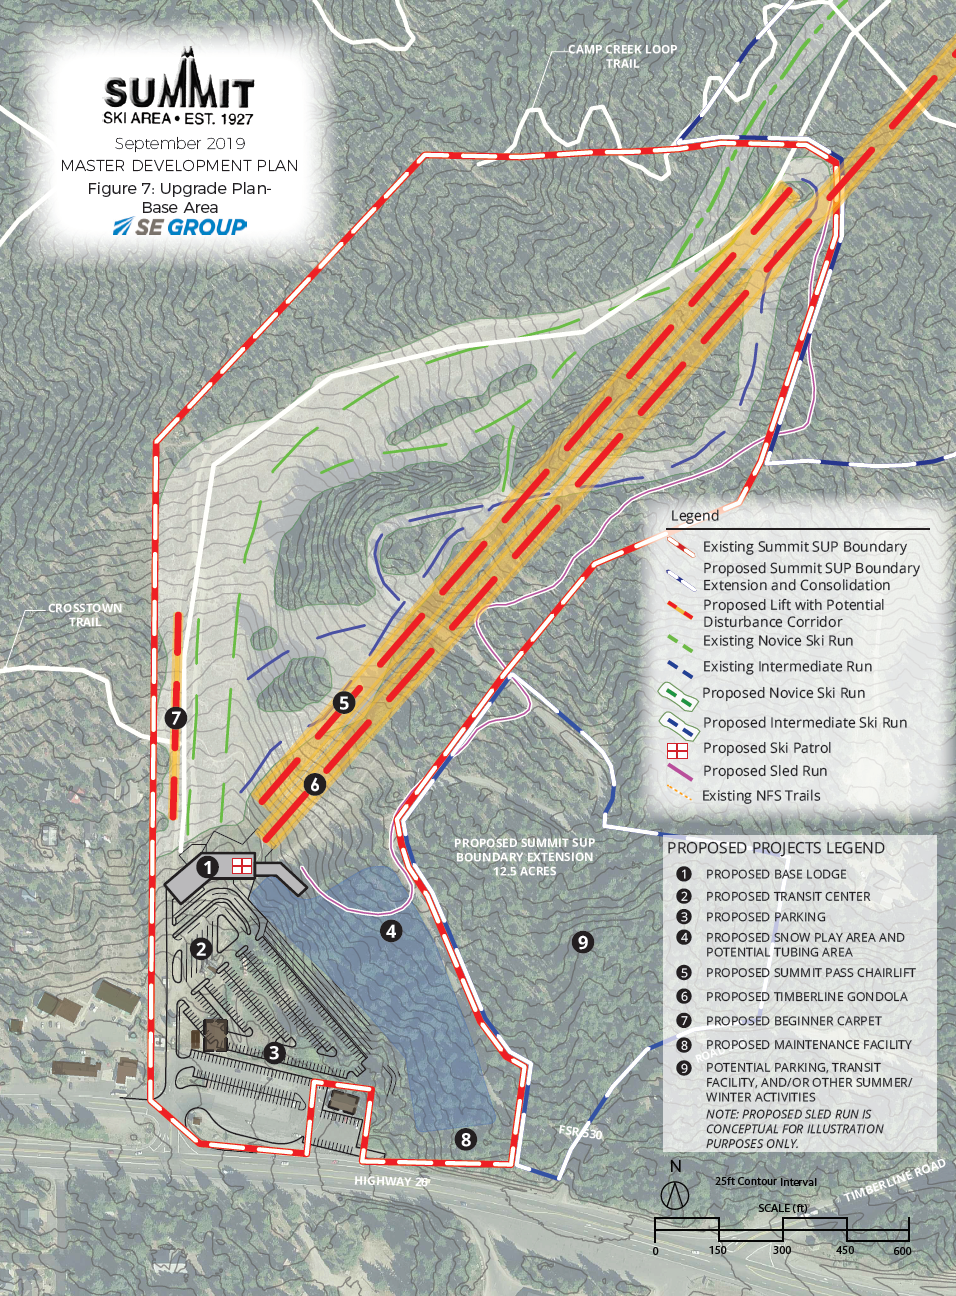 SUMMIT
SKI AREA • EST. 1927
September 2019
MASTER DEVELOPMENT PLAN
Figure 7: Upgrade Plan-
Base Area
SE GROUP
CAMP CREEK LOOP
TRAIL
CROSSTOWN
TRAIL
Legend
Existing Summit SUP Boundary
Proposed Summit SUP Boundary
Extension and Consolidation
Proposed Lift with Potential
Disturbance Corridor
Existing Novice Ski Run
Existing Intermediate Run
Proposed Novice Ski Run
Proposed Intermediate Ski Run
Proposed Ski Patrol
Proposed Sled Run
Existing NFS Trails
5
7
6
1
2
3
4
8
9
PROPOSED SUMMIT SUP
BOUNDARY EXTENSION
12.5 ACRES
PROPOSED PROJECTS LEGEND
1 PROPOSED BASE LODGE
2 PROPOSED TRANSIT CENTER
3 PROPOSED PARKING
4 PROPOSED SNOW PLAY AREA AND
POTENTIAL TUBING AREA
5 PROPOSED SUMMIT PASS CHAIRLIFT
6 PROPOSED TIMBERLINE GONDOLA
7 PROPOSED BEGINNER CARPET
8 PROPOSED MAINTENANCE FACILITY
9 POTENTIAL PARKING, TRANSIT
FACILITY, AND/OR OTHER SUMMER/
WINTER ACTIVITIES
NOTE: PROPOSED SLED RUN IS
CONCEPTUAL FOR ILLUSTRATION
PURPOSES ONLY.
ROAD
FSR 530
HIGHWAY 26
TIMBERLINE ROAD
N
25ft Contour Interval
SCALE (ft)
0 150 300 450 600